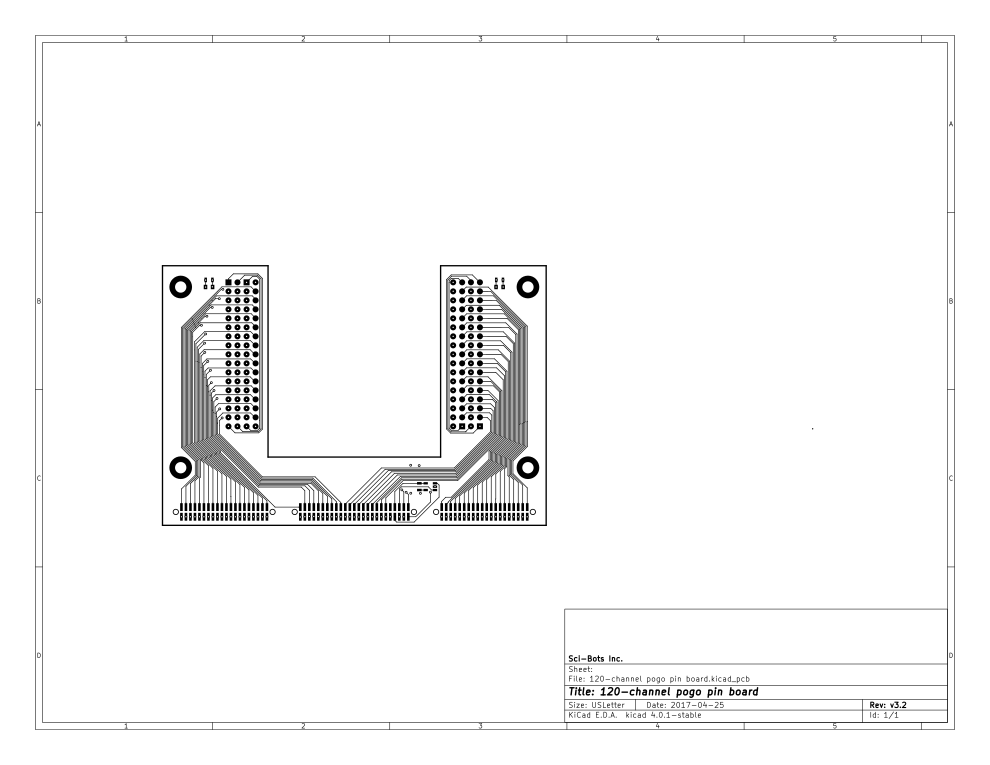 1 2 3 4 5
A A
B B
C C
Sci-Bots Inc.
D D
Sheet:
File: 120-channel pogo pin board.kicad_pcb
Title: 120-channel pogo pin board
Size: USLetter Date: 2017-04-25 Rev: v3.2
KiCad E.D.A. kicad 4.0.1-stable Id: 1/1
1 2 3 4 5